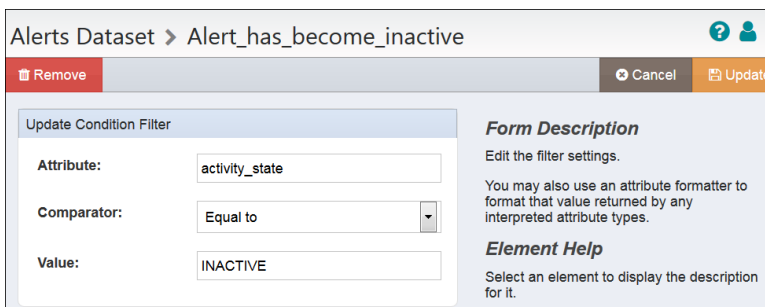 Alerts Dataset > Alert_has_become_inactive
Remove
Cancel
Update
Update Condition Filter
Attribute:
activity_state
Comparator:
Equal to
Value:
INACTIVE
Form Description
Edit the filter settings.
You may also use an attribute formatter to
format that value returned by any
interpreted attribute types.
Element Help
Select an element to display the description
for it.